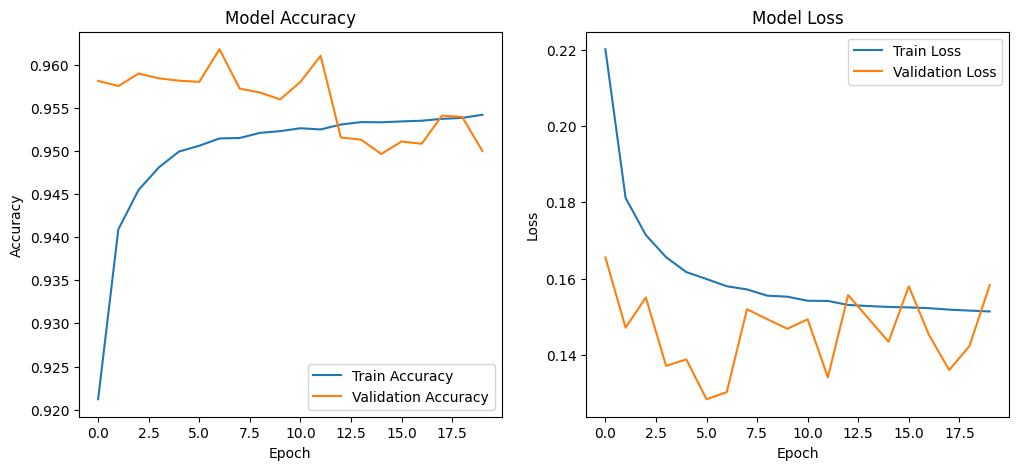 Model Accuracy
Accuracy
0.960
0.955
0.950
0.945
0.940
0.935
0.930
0.925
0.920
Train Accuracy
Validation Accuracy
0.0 2.5 5.0 7.5 10.0 12.5 15.0 17.5
Epoch
Model Loss
Loss
0.22
0.20
0.18
0.16
0.14
Train Loss
Validation Loss
0.0 2.5 5.0 7.5 10.0 12.5 15.0 17.5
Epoch